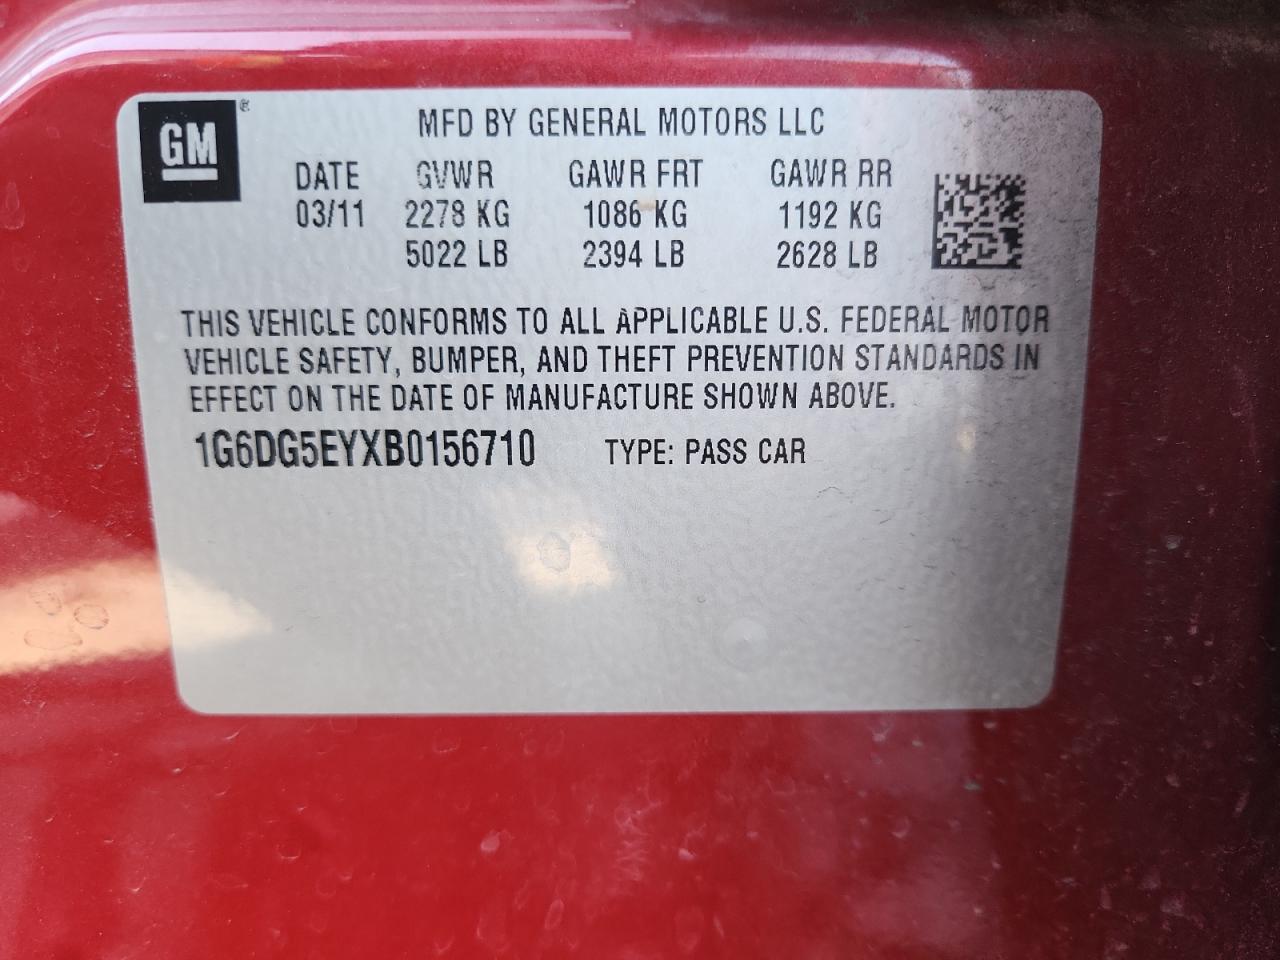 GM ®
MFD BY GENERAL MOTORS LLC
DATE GVWR GAWR FRT GAWR RR
03/11 2278 KG 1086 KG 1192 KG
5022 LB 2394 LB 2628 LB
THIS VEHICLE CONFORMS TO ALL APPLICABLE U.S. FEDERAL MOTOR
VEHICLE SAFETY, BUMPER, AND THEFT PREVENTION STANDARDS IN
EFFECT ON THE DATE OF MANUFACTURE SHOWN ABOVE.
1G6DG5EYXB0156710 TYPE: PASS CAR